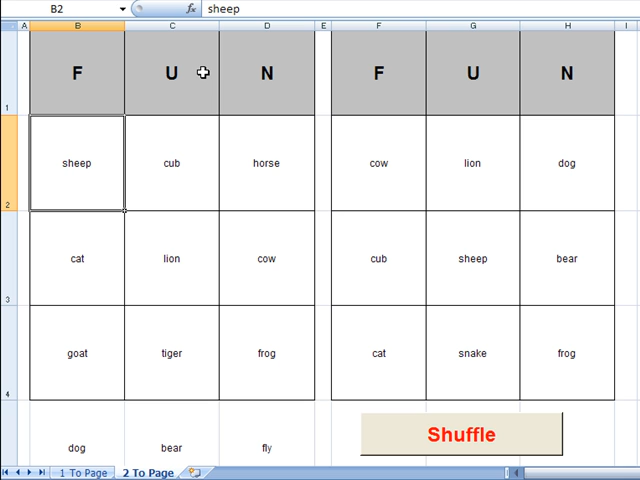 B2 fx sheep
A B C D E F G H I
F U N F U N
1
sheep cub horse cow lion dog
2
cat lion cow cub sheep bear
3
goat tiger frog cat snake frog
4
Shuffle
dog bear fly
1 To Page 2 To Page